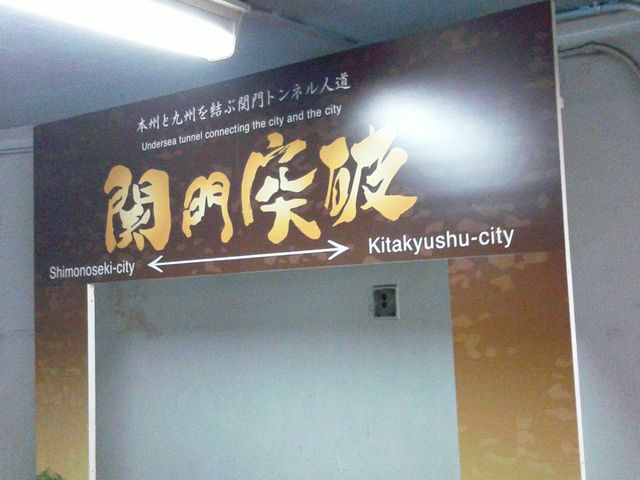 本州と九州を結ぶ関門トンネル人道
Undersea tunnel connecting the city and the city
関門突破
Shimonoseki-city
Kitakyushu-city